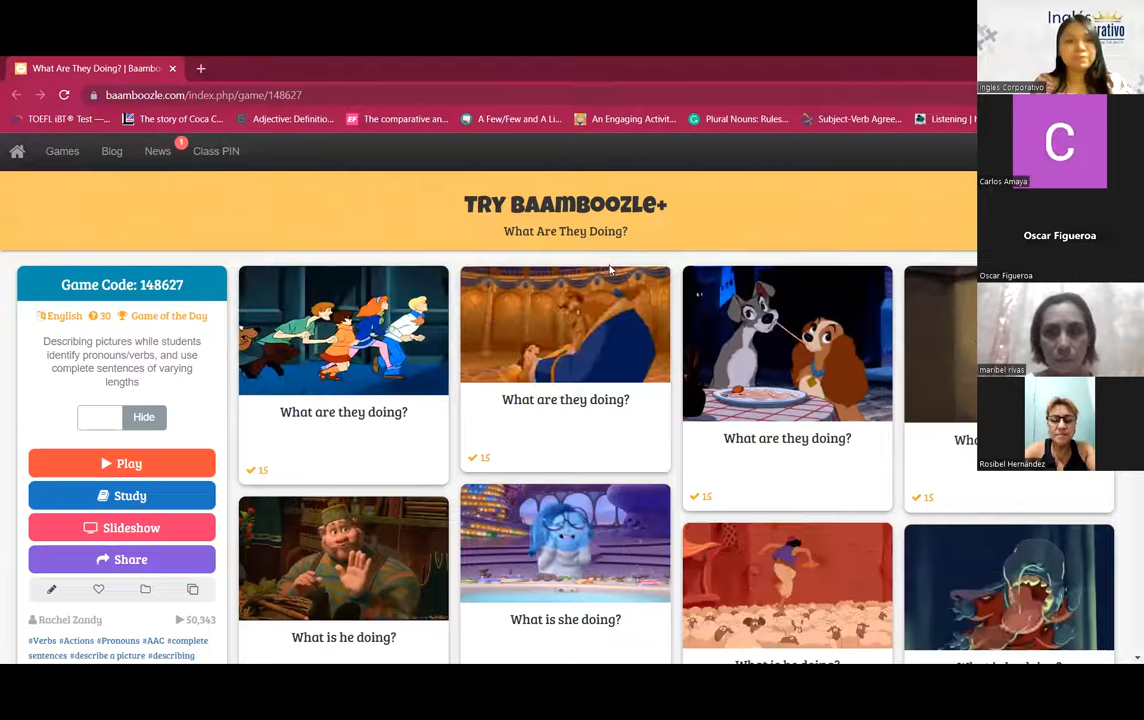 What Are They Doing? | Baambo
baamboozle.com/index.php/game/148627
TOEFL iBT® Test —...
The story of Coca C...
Adjective: Definitio...
The comparative an...
A Few/Few and A Li...
An Engaging Activit...
Plural Nouns: Rules...
Subject-Verb Agree...
Listening |
Games
Blog
News
1
Class PIN
TRY BAAMBOOZLE+
What Are They Doing?
Game Code: 148627
English
30
Game of the Day
Describing pictures while students
identify pronouns/verbs, and use
complete sentences of varying
lengths
Hide
Play
Study
Slideshow
Share
Rachel Zandy
50,343
#Verbs #Actions #Pronouns #AAC #complete
sentences #describe a picture #describing
What are they doing?
15
What are they doing?
15
What are they doing?
15
15
What is he doing?
What is she doing?
Inglés
Ingles Corporativo
C
Carlos Amaya
Oscar Figueroa
Oscar Figueroa
maribel rivas
Rosibel Hernández